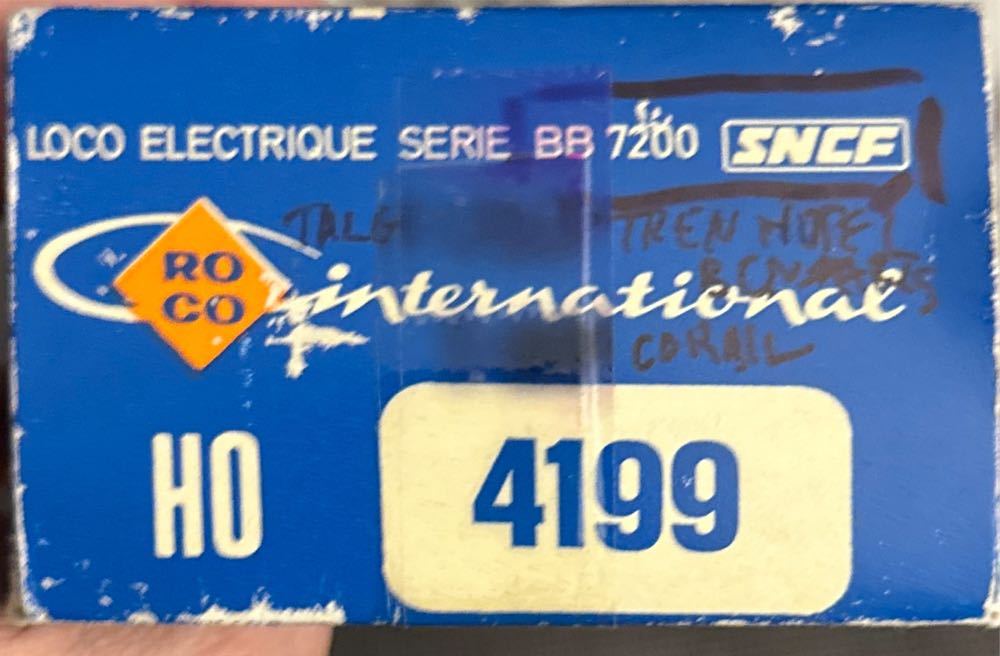 LOCO ELECTRIQUE SERIE BB 7200 SNCF
RO
CO
international
TREN HOTEL
CORAIL
HO
4199